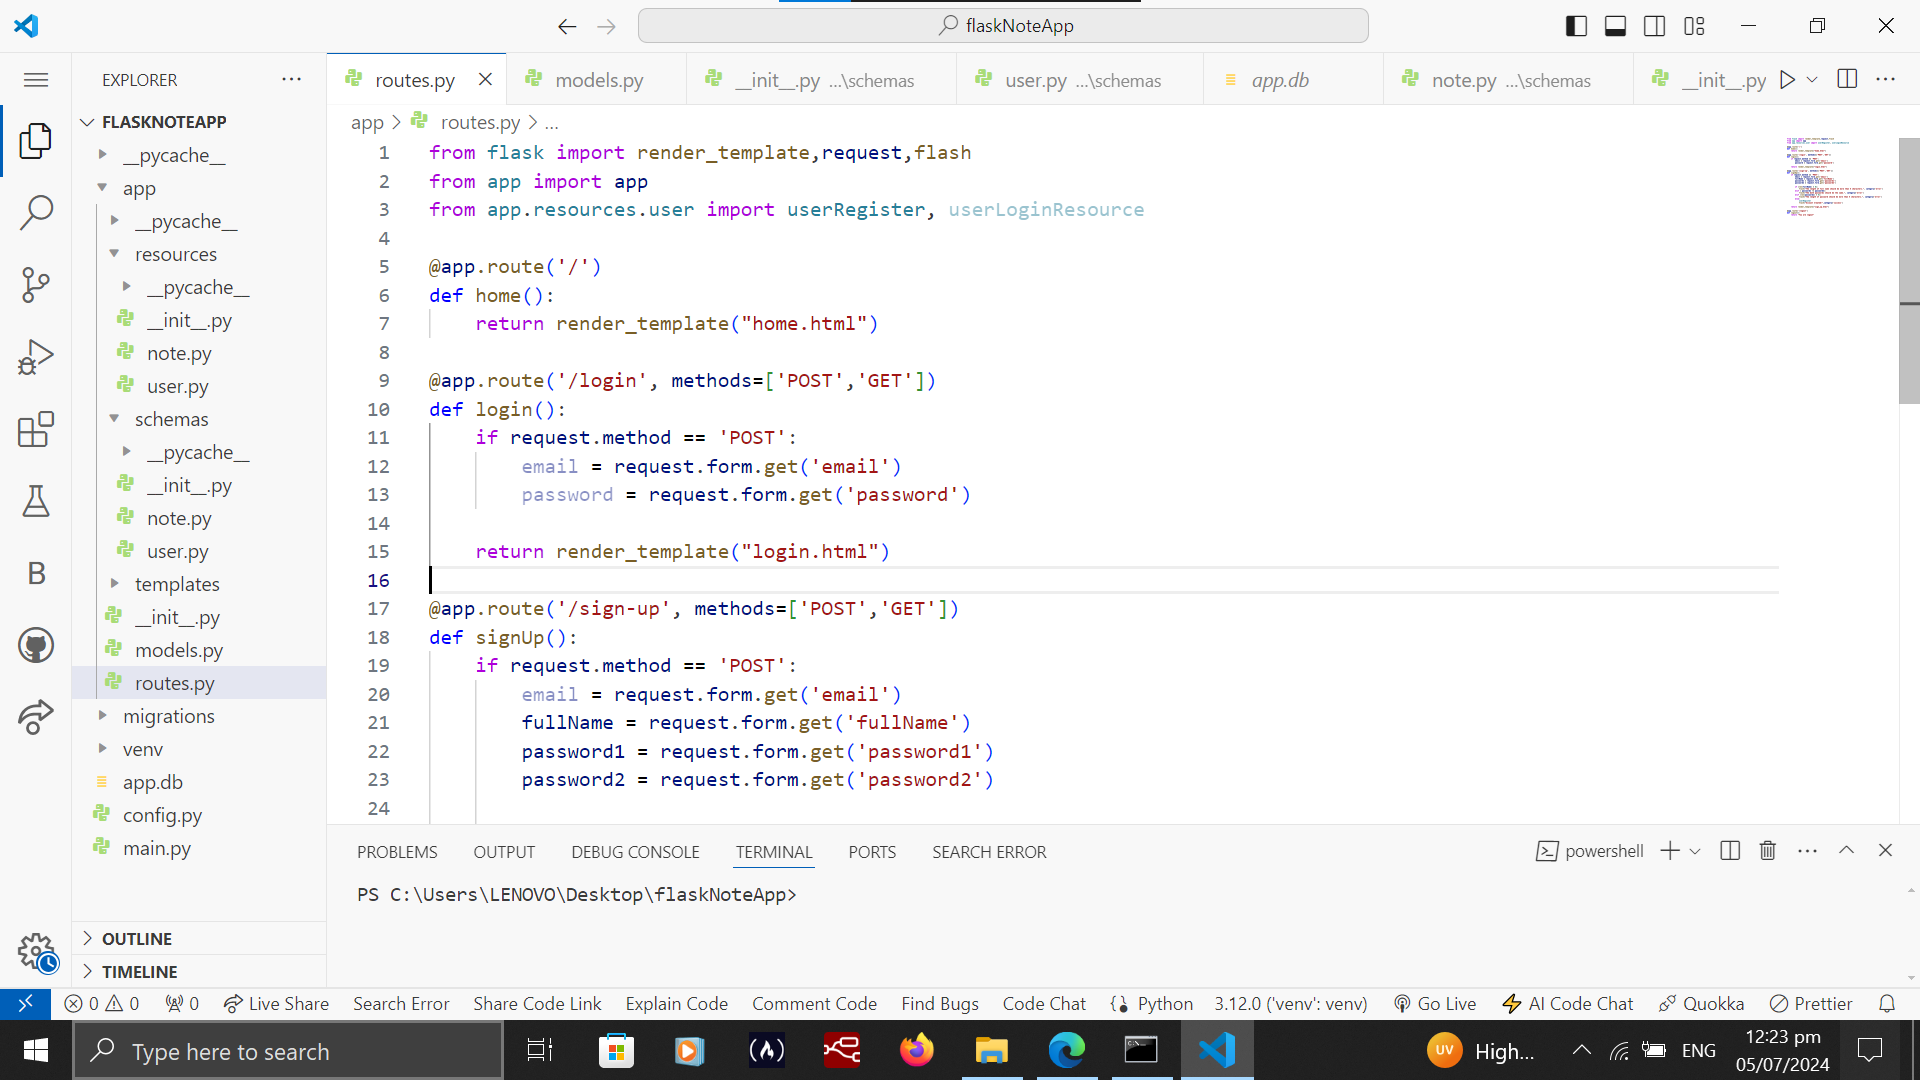 flaskNoteApp
EXPLORER
routes.py
models.py
__init__.py ...\schemas
user.py ...\schemas
app.db
note.py ...\schemas
__init__.py
FLASKNOTEAPP
__pycache__
app
__pycache__
resources
__pycache__
__init__.py
note.py
user.py
schemas
__pycache__
__init__.py
note.py
user.py
templates
__init__.py
models.py
routes.py
migrations
venv
app.db
config.py
main.py
OUTLINE
TIMELINE
app > routes.py > ...
1 from flask import render_template,request,flash
2 from app import app
3 from app.resources.user import userRegister, userLoginResource
4
5 @app.route('/')
6 def home():
7     return render_template("home.html")
8
9 @app.route('/login', methods=['POST','GET'])
10 def login():
11     if request.method == 'POST':
12         email = request.form.get('email')
13         password = request.form.get('password')
14
15     return render_template("login.html")
16
17 @app.route('/sign-up', methods=['POST','GET'])
18 def signUp():
19     if request.method == 'POST':
20         email = request.form.get('email')
21         fullName = request.form.get('fullName')
22         password1 = request.form.get('password1')
23         password2 = request.form.get('password2')
24
PROBLEMS OUTPUT DEBUG CONSOLE TERMINAL PORTS SEARCH ERROR
powershell
PS C:\Users\LENOVO\Desktop\flaskNoteApp>
0 0 0 Live Share Search Error Share Code Link Explain Code Comment Code Find Bugs Code Chat Python 3.12.0 ('venv': venv) Go Live AI Code Chat Quokka Prettier
Type here to search
UV High... ENG
12:23 pm
05/07/2024